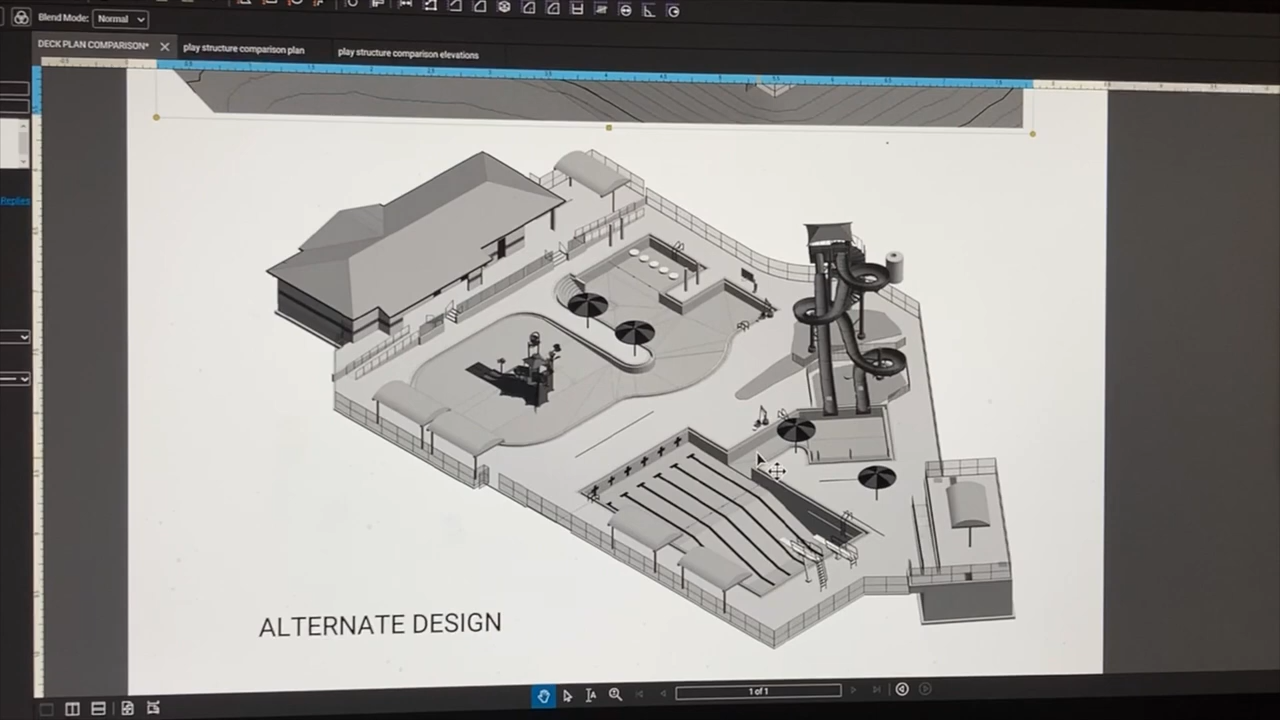 Blend Mode: Normal
DECK PLAN COMPARISON* play structure comparison plan play structure comparison elevations
Replies
ALTERNATE DESIGN
1 of 1